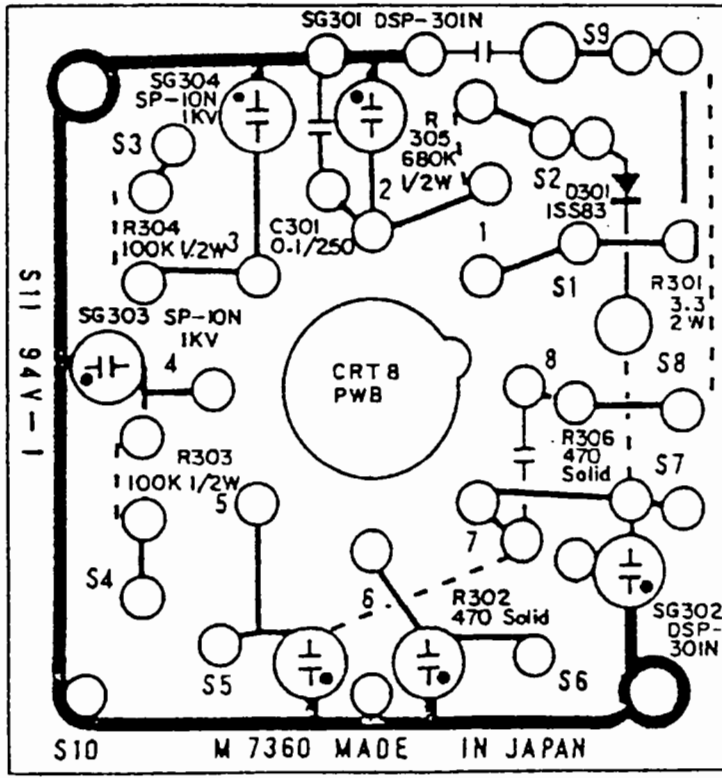 SG301 DSP-301N
S9
SG304
SP-10N
1KV
S3
R
305
680K
1/2W
2
S2
D301
1SS83
R304
100K 1/2W
3
C301
0.1/250
1
S1
R301
3.3
2W
SG303 SP-10N
1KV
4
CRT8
PWB
8
S8
R306
470
Solid
S7
R303
100K 1/2W
5
7
S4
6
R302
470 Solid
SG302
DSP-
301N
S5
S6
S11 94V-1
S10 M 7360 MADE IN JAPAN